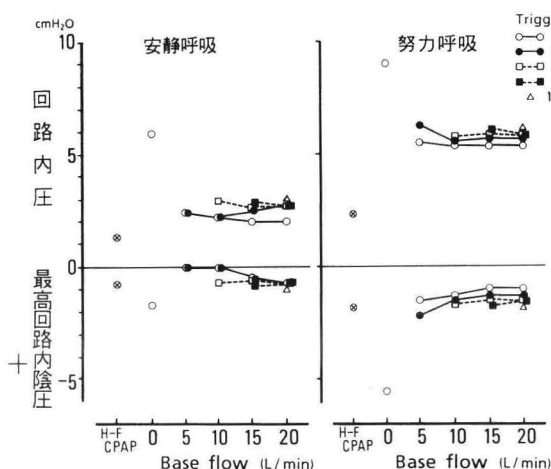 cmH₂O
10
5
0
-5
回路内圧
最高回路内陰圧
+
安静呼吸
努力呼吸
Trigg
1
H-F CPAP 0 5 10 15 20
Base flow (L/min)
H-F CPAP 0 5 10 15 20
Base flow (L/min)